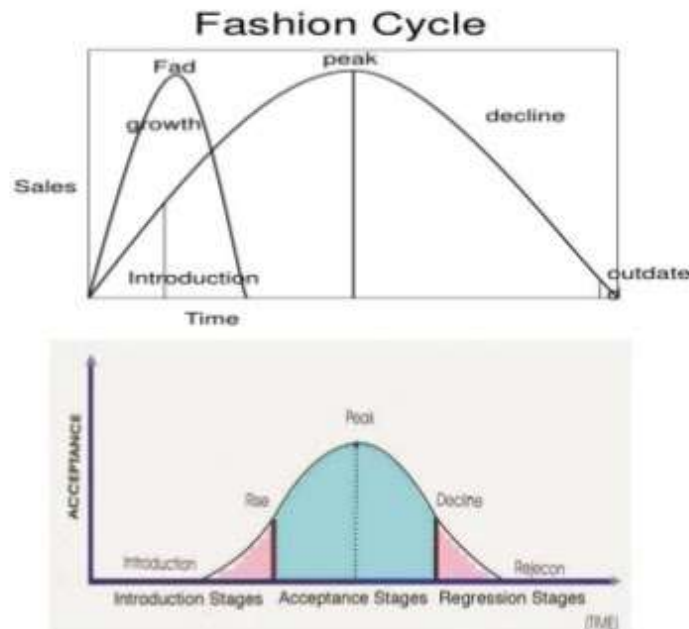 Fashion Cycle
Fad
peak
growth
decline
Sales
Introduction
outdate
Time
ACCEPTANCE
Peak
Rise
Decline
Introduction
Rejecon
Introduction Stages Acceptance Stages Regression Stages
(TIME)